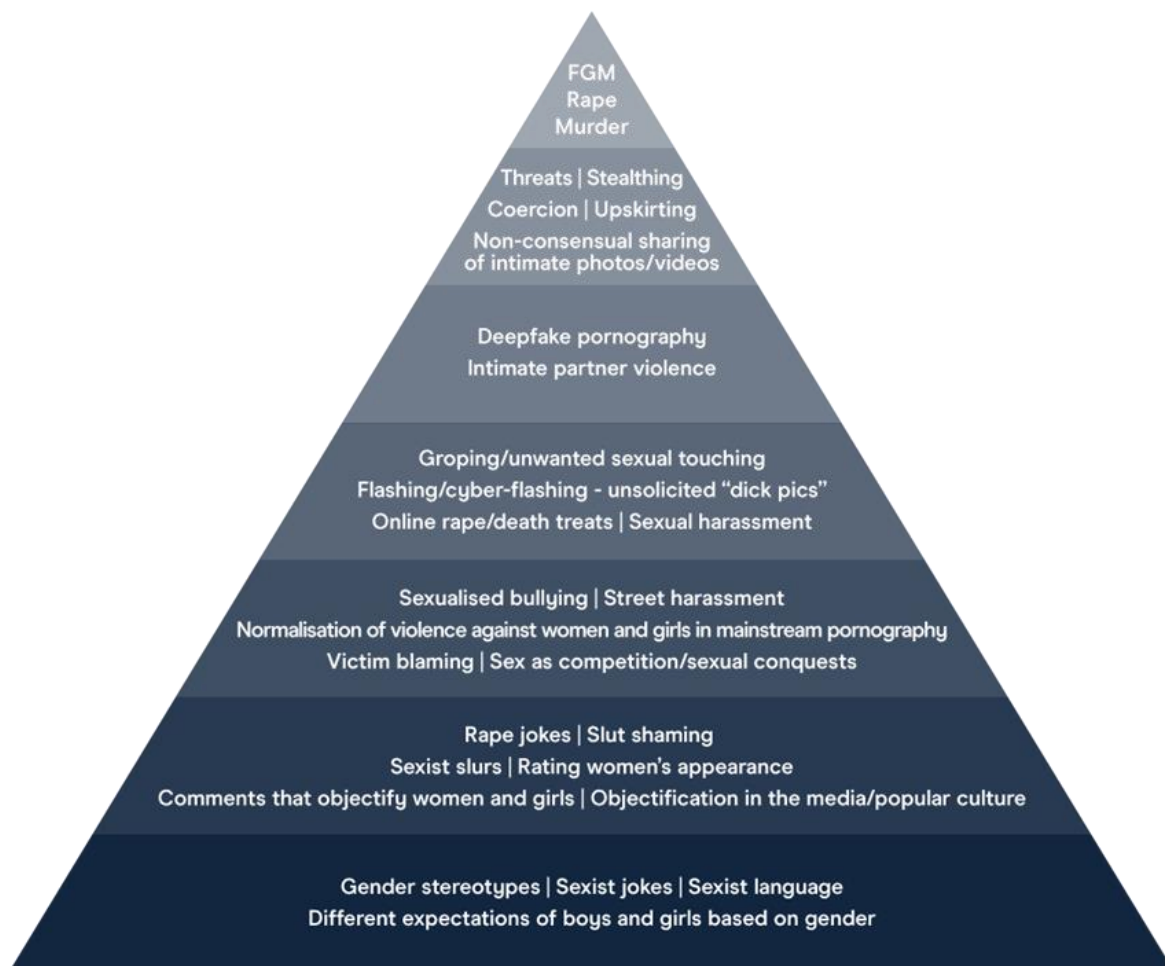 FGM
Rape
Murder
Threats | Stealthing
Coercion | Upskirting
Non-consensual sharing
of intimate photos/videos
Deepfake pornography
Intimate partner violence
Groping/unwanted sexual touching
Flashing/cyber-flashing - unsolicited “dick pics”
Online rape/death treats | Sexual harassment
Sexualised bullying | Street harassment
Normalisation of violence against women and girls in mainstream pornography
Victim blaming | Sex as competition/sexual conquests
Rape jokes | Slut shaming
Sexist slurs | Rating women’s appearance
Comments that objectify women and girls | Objectification in the media/popular culture
Gender stereotypes | Sexist jokes | Sexist language
Different expectations of boys and girls based on gender